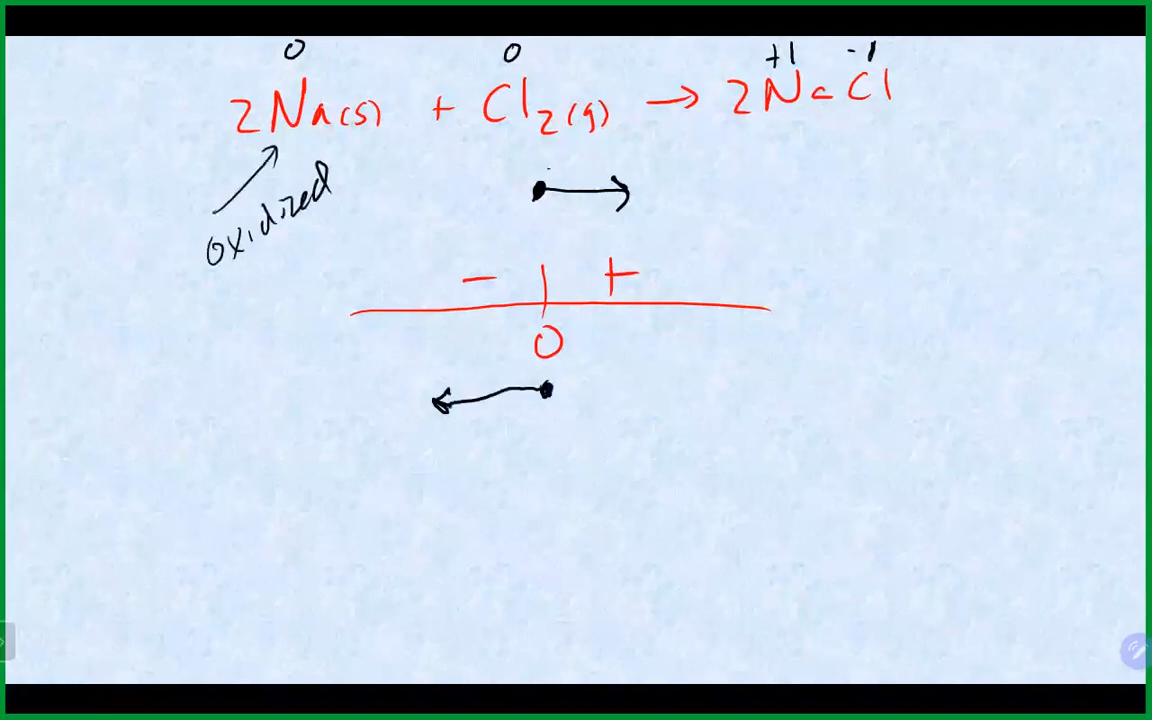 0 0 +1 -1
2Na(s) + Cl2(g) → 2NaCl
oxidized
- +
0